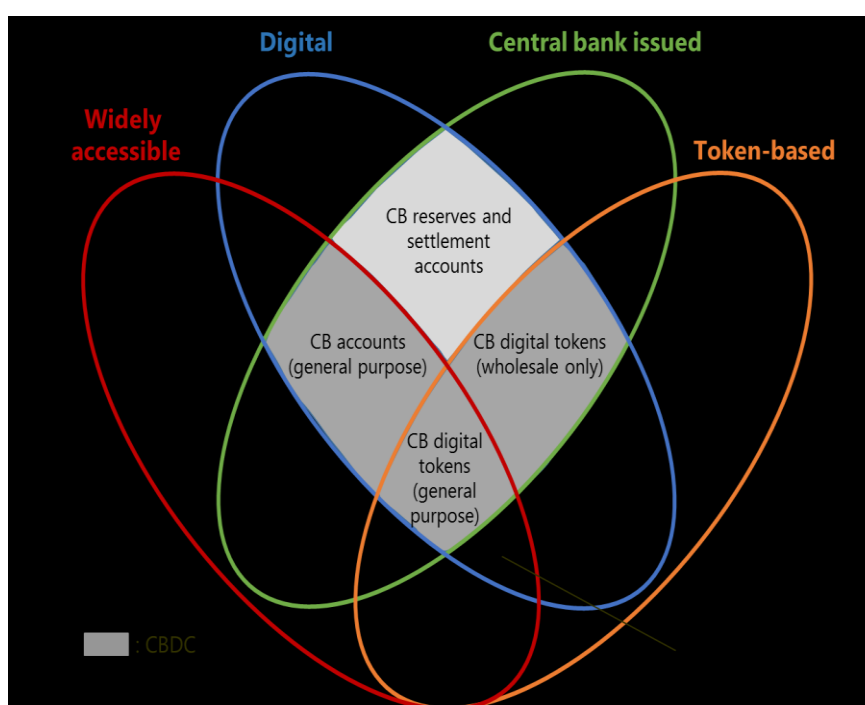 Digital
Central bank issued
Widely
accessible
Token-based
CB reserves and
settlement
accounts
CB accounts
(general purpose)
CB digital tokens
(wholesale only)
CB digital
tokens
(general
purpose)
: CBDC